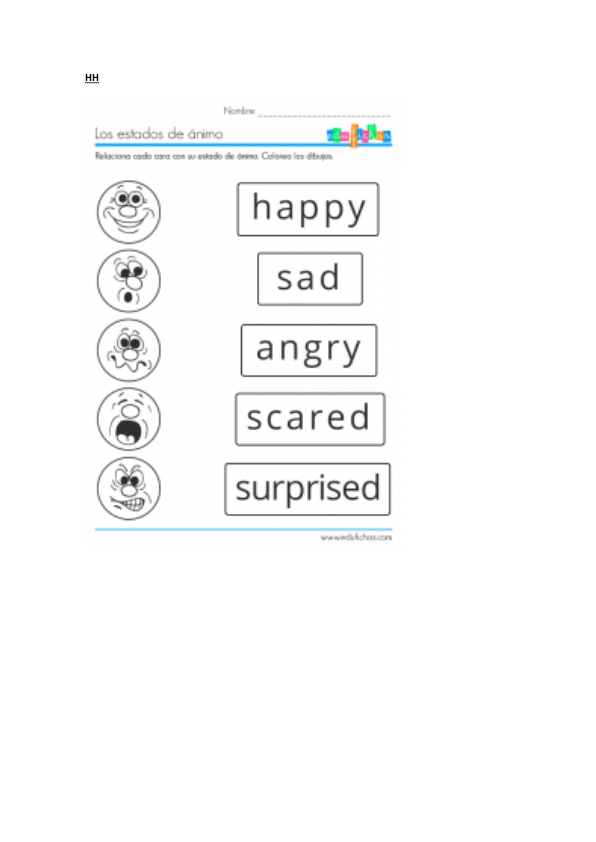 HH
Nombre:
Los estados de ánimo
edufichas
Relaciona cada cara con su estado de ánimo. Colorea los dibujos.
happy
sad
angry
scared
surprised
www.edufichas.com